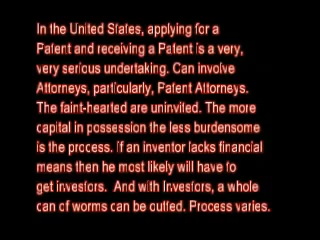 In the United States, applying for a
Patent and receiving a Patent is a very,
very serious undertaking. Can involve
Attorneys, particularly, Patent Attorneys.
The faint-hearted are uninvited. The more
capital in possession the less burdensome
is the process. If an inventor lacks financial
means then he most likely will have to
get investors.  And with Investors, a whole
can of worms can be outted. Process varies.